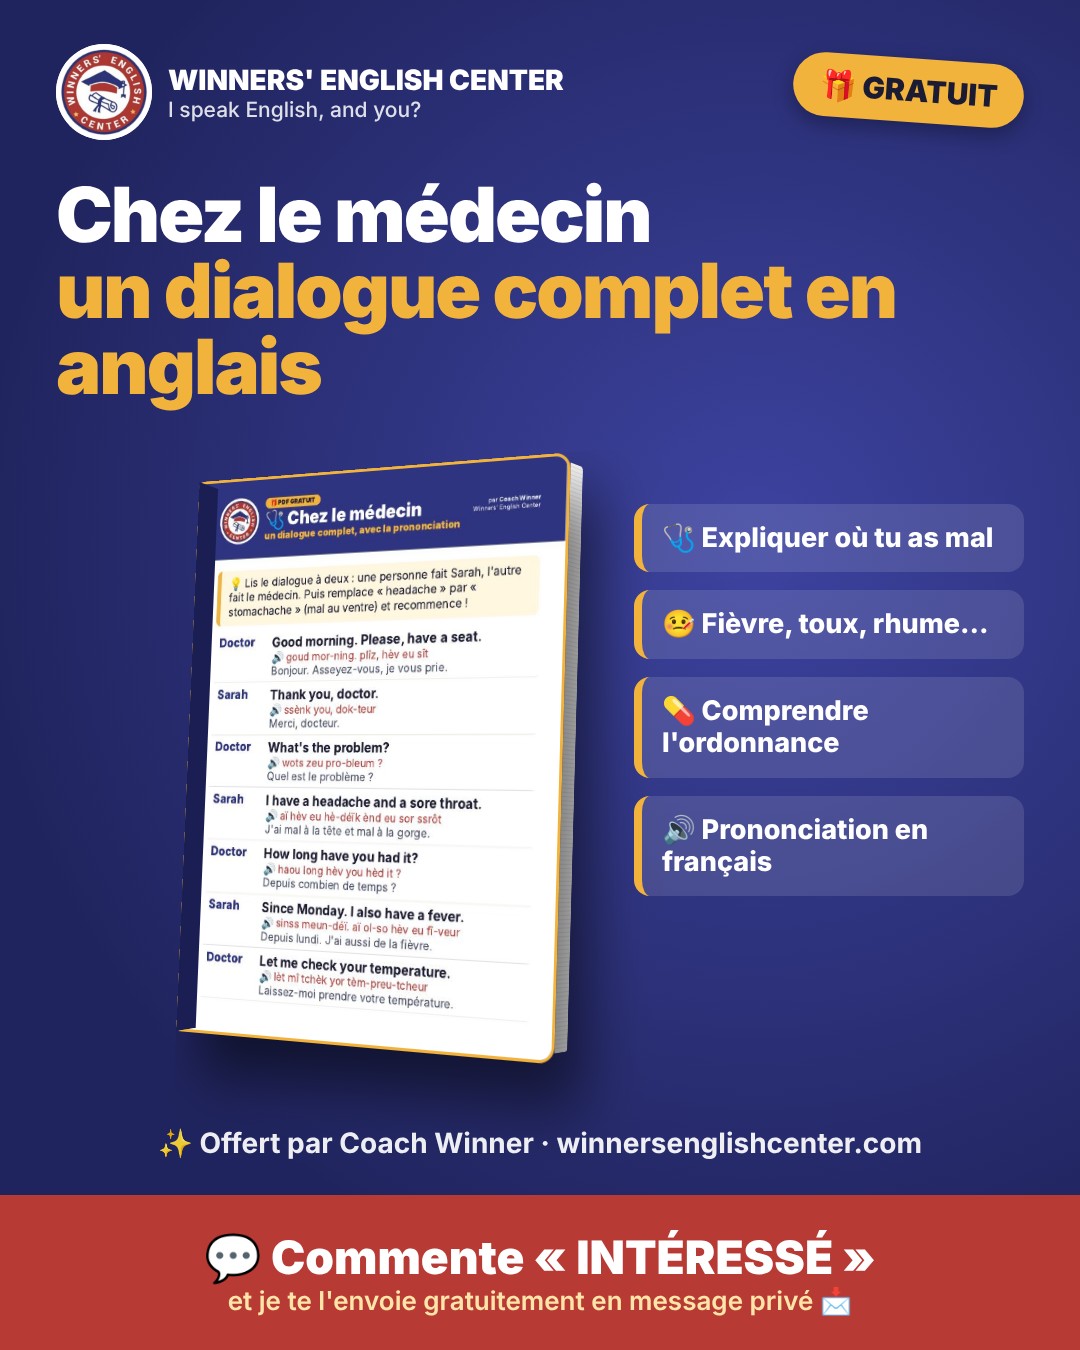 WINNERS' ENGLISH CENTER
WINNERS' ENGLISH CENTER
I speak English, and you?
🎁 GRATUIT
Chez le médecin
un dialogue complet en
anglais
WINNERS' ENGLISH CENTER
🎁 PDF GRATUIT
🩺 Chez le médecin
un dialogue complet, avec la prononciation
par Coach Winner
Winners' English Center
💡 Lis le dialogue à deux : une personne fait Sarah, l'autre
fait le médecin. Puis remplace « headache » par «
stomachache » (mal au ventre) et recommence !
Doctor
Good morning. Please, have a seat.
🔊 goud mor-ning. plîz, hèv eu sît
Bonjour. Asseyez-vous, je vous prie.
Sarah
Thank you, doctor.
🔊 ssènk you, dok-teur
Merci, docteur.
Doctor
What's the problem?
🔊 wots zeu pro-bleum ?
Quel est le problème ?
Sarah
I have a headache and a sore throat.
🔊 aï hèv eu hè-déïk ènd eu sor ssrôt
J'ai mal à la tête et mal à la gorge.
Doctor
How long have you had it?
🔊 haou long hèv you hèd it ?
Depuis combien de temps ?
Sarah
Since Monday. I also have a fever.
🔊 sinss meun-déï. aï ol-so hèv eu fî-veur
Depuis lundi. J'ai aussi de la fièvre.
Doctor
Let me check your temperature.
🔊 lèt mî tchèk yor tèm-preu-tcheur
Laissez-moi prendre votre température.
🩺 Expliquer où tu as mal
🤒 Fièvre, toux, rhume...
💊 Comprendre
l'ordonnance
🔊 Prononciation en
français
✨ Offert par Coach Winner · winnersenglishcenter.com
💬 Commente « INTÉRESSÉ »
et je te l'envoie gratuitement en message privé 📩